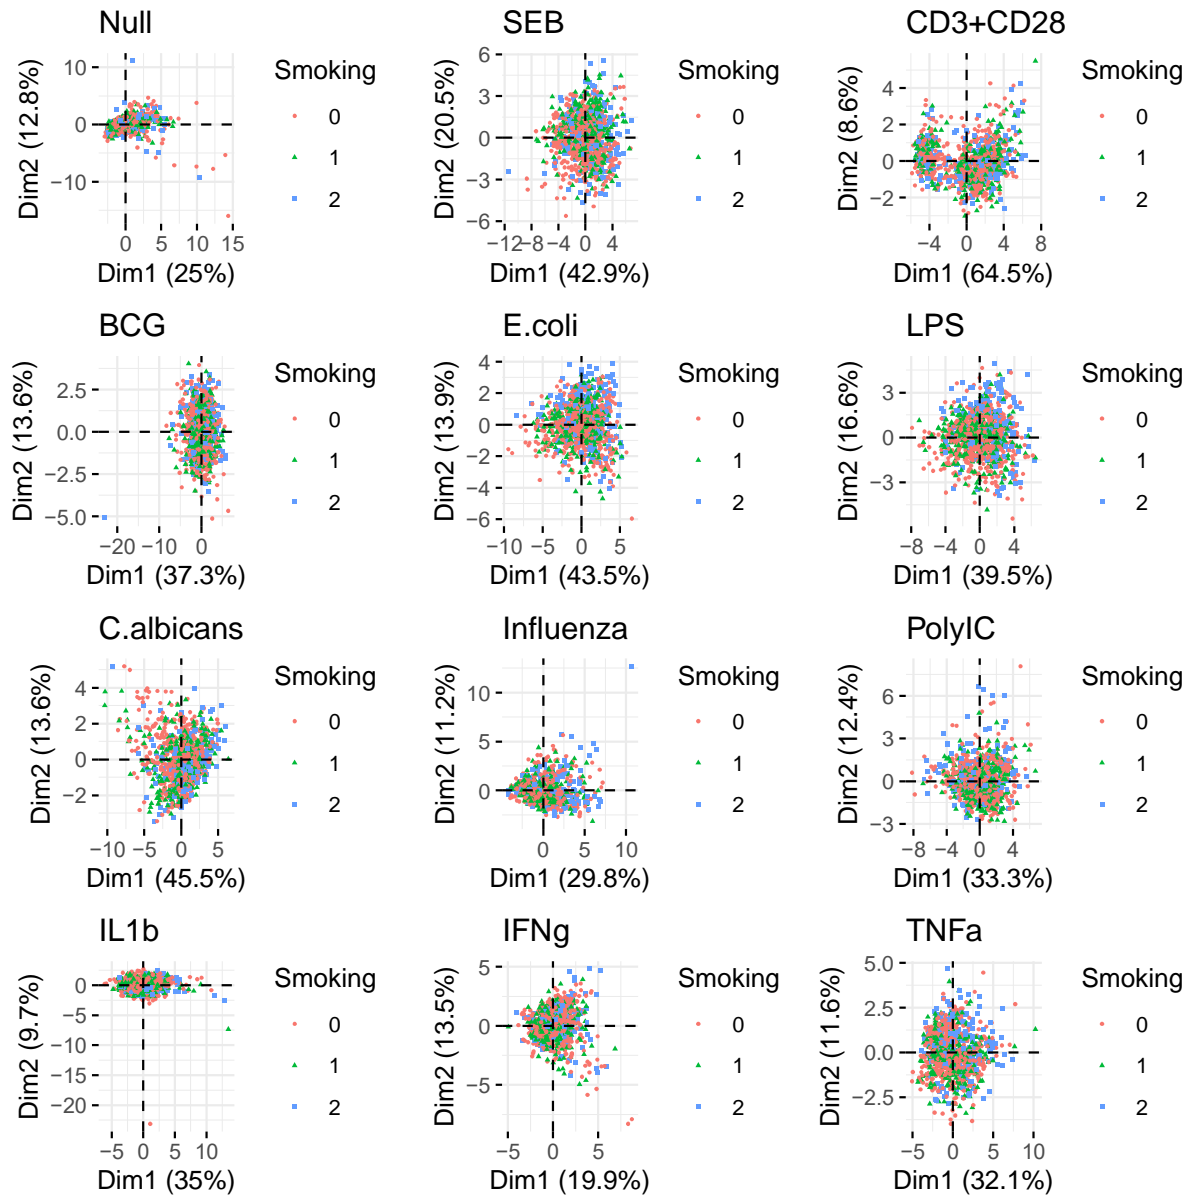 Null
Dim2 (12.8%)
10
0
−10
0 5 10 15
Dim1 (25%)
Smoking
0
1
2
SEB
Dim2 (20.5%)
6
3
0
−3
−6
−12 −8 −4 0 4
Dim1 (42.9%)
Smoking
0
1
2
CD3+CD28
Dim2 (8.6%)
4
2
0
−2
−4 0 4 8
Dim1 (64.5%)
Smoking
0
1
2
BCG
Dim2 (13.6%)
2.5
0.0
−2.5
−5.0
−20 −10 0
Dim1 (37.3%)
Smoking
0
1
2
E.coli
Dim2 (13.9%)
4
2
0
−2
−4
−6
−10 −5 0 5
Dim1 (43.5%)
Smoking
0
1
2
LPS
Dim2 (16.6%)
3
0
−3
−8 −4 0 4
Dim1 (39.5%)
Smoking
0
1
2
C.albicans
Dim2 (13.6%)
4
2
0
−2
−10 −5 0 5
Dim1 (45.5%)
Smoking
0
1
2
Influenza
Dim2 (11.2%)
10
5
0
0 5 10
Dim1 (29.8%)
Smoking
0
1
2
PolyIC
Dim2 (12.4%)
6
3
0
−3
−8 −4 0 4
Dim1 (33.3%)
Smoking
0
1
2
IL1b
Dim2 (9.7%)
0
−5
−10
−15
−20
−5 0 5 10
Dim1 (35%)
Smoking
0
1
2
IFNg
Dim2 (13.5%)
5
0
−5
−5 0 5
Dim1 (19.9%)
Smoking
0
1
2
TNFa
Dim2 (11.6%)
5.0
2.5
0.0
−2.5
−5 0 5 10
Dim1 (32.1%)
Smoking
0
1
2